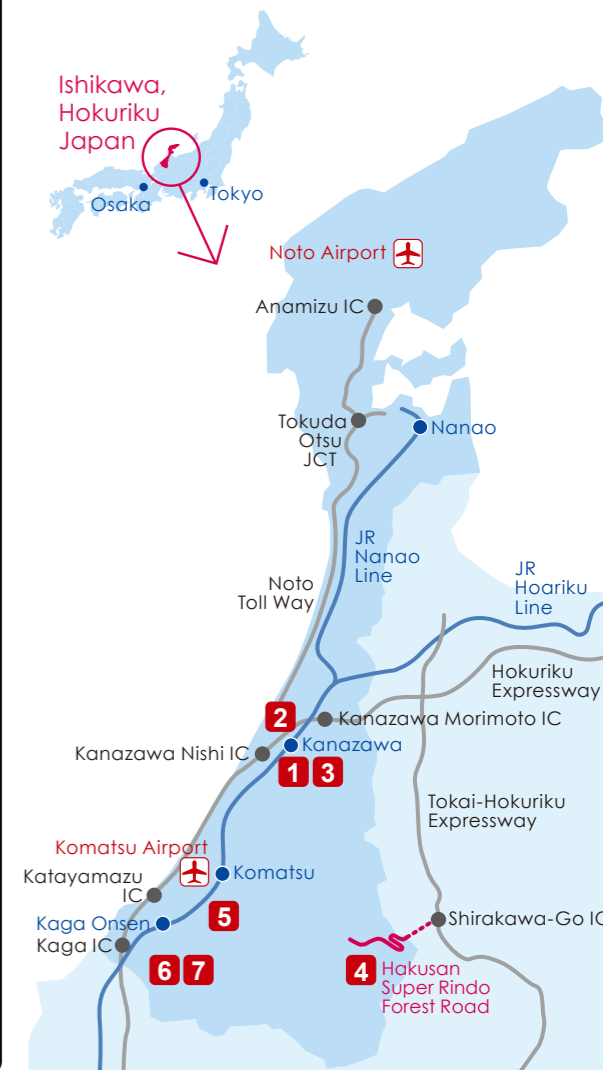 Ishikawa,
Hokuriku
Japan
Osaka
Tokyo
Noto Airport
Anamizu IC
Tokuda
Otsu
JCT
Nanao
JR
Nanao
Line
JR
Hoariku
Line
Noto
Toll Way
Hokuriku
Expressway
2
Kanazawa Morimoto IC
Kanazawa
Kanazawa Nishi IC
1 3
Tokai-Hokuriku
Expressway
Komatsu Airport
Katayamazu
IC
Komatsu
Kaga Onsen
5
Shirakawa-Go IC
Kaga IC
6 7
4
Hakusan
Super Rindo
Forest Road